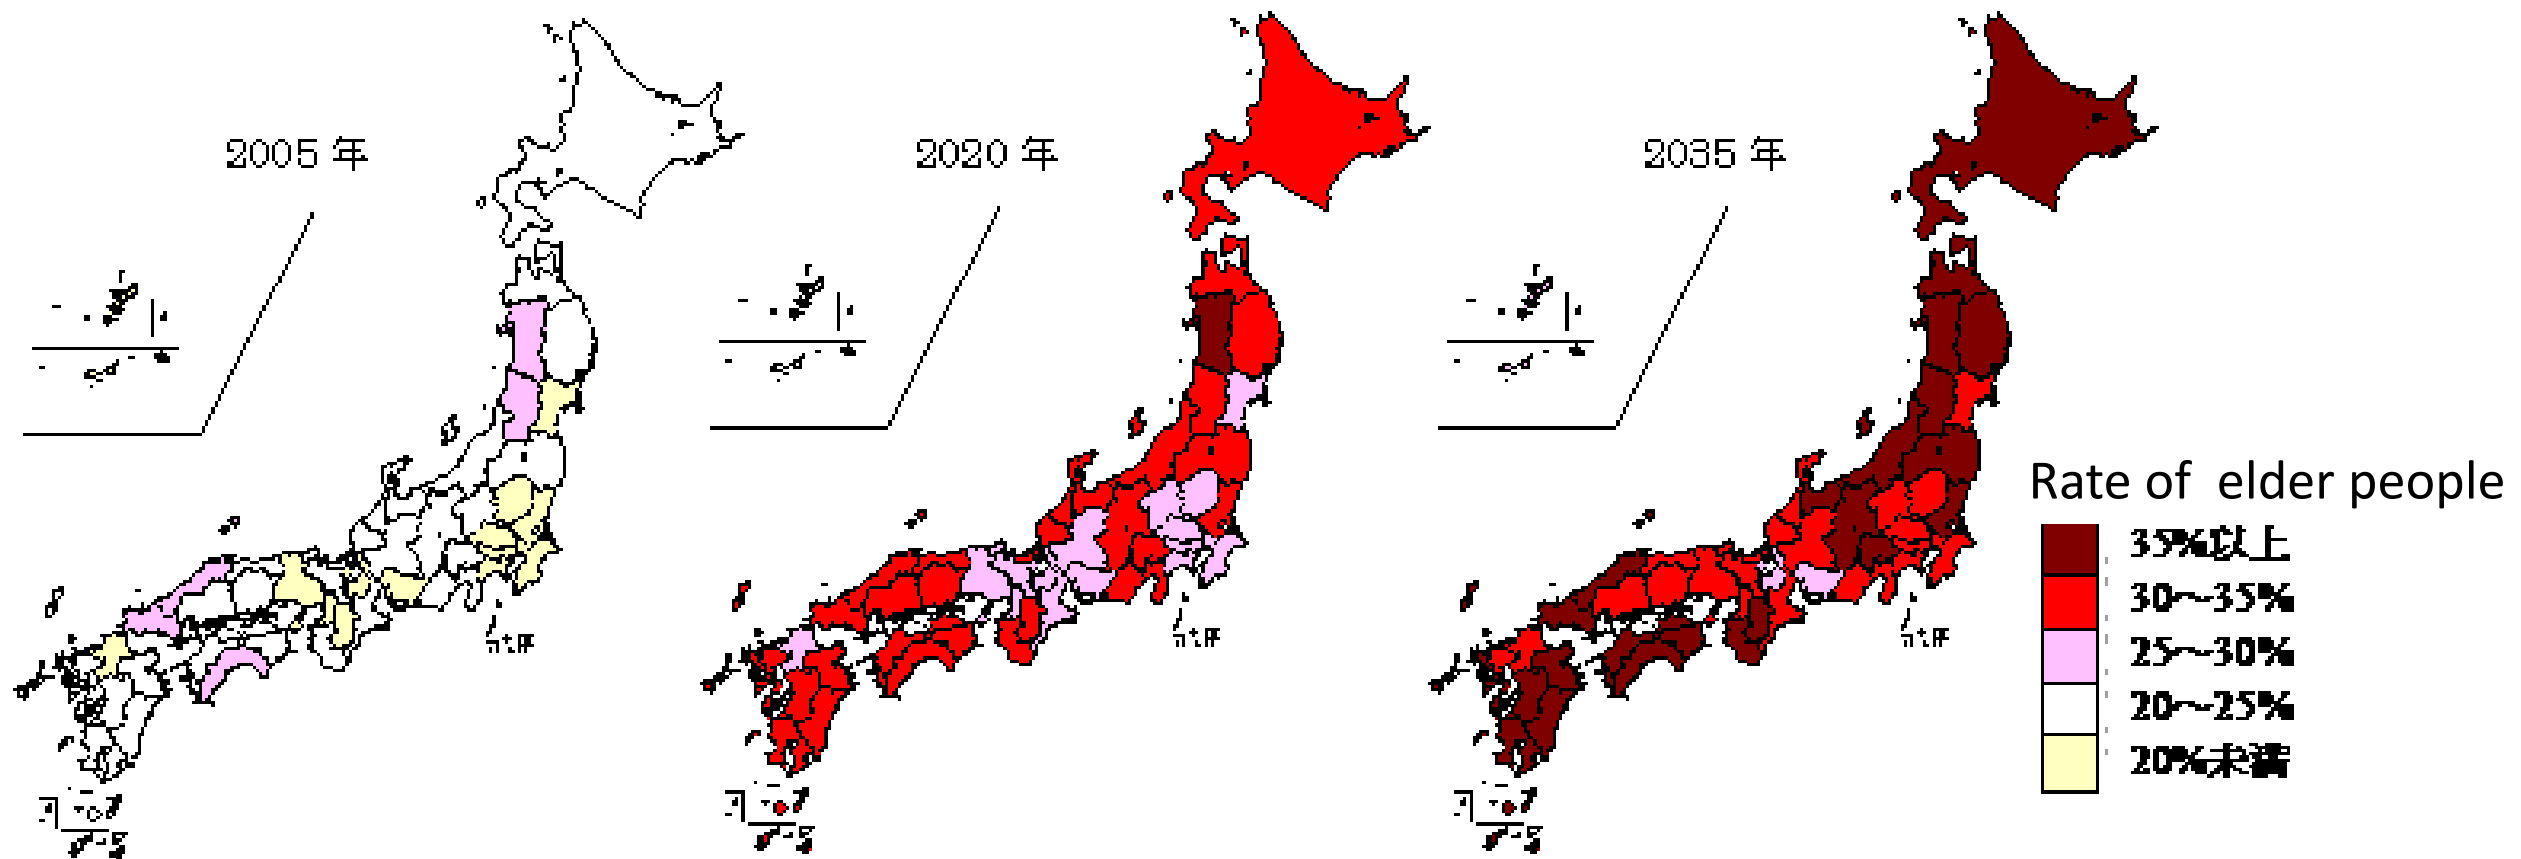 2005 年
2020 年
2035 年
Rate of elder people
35%以上
30～35%
25～30%
20～25%
20%未満